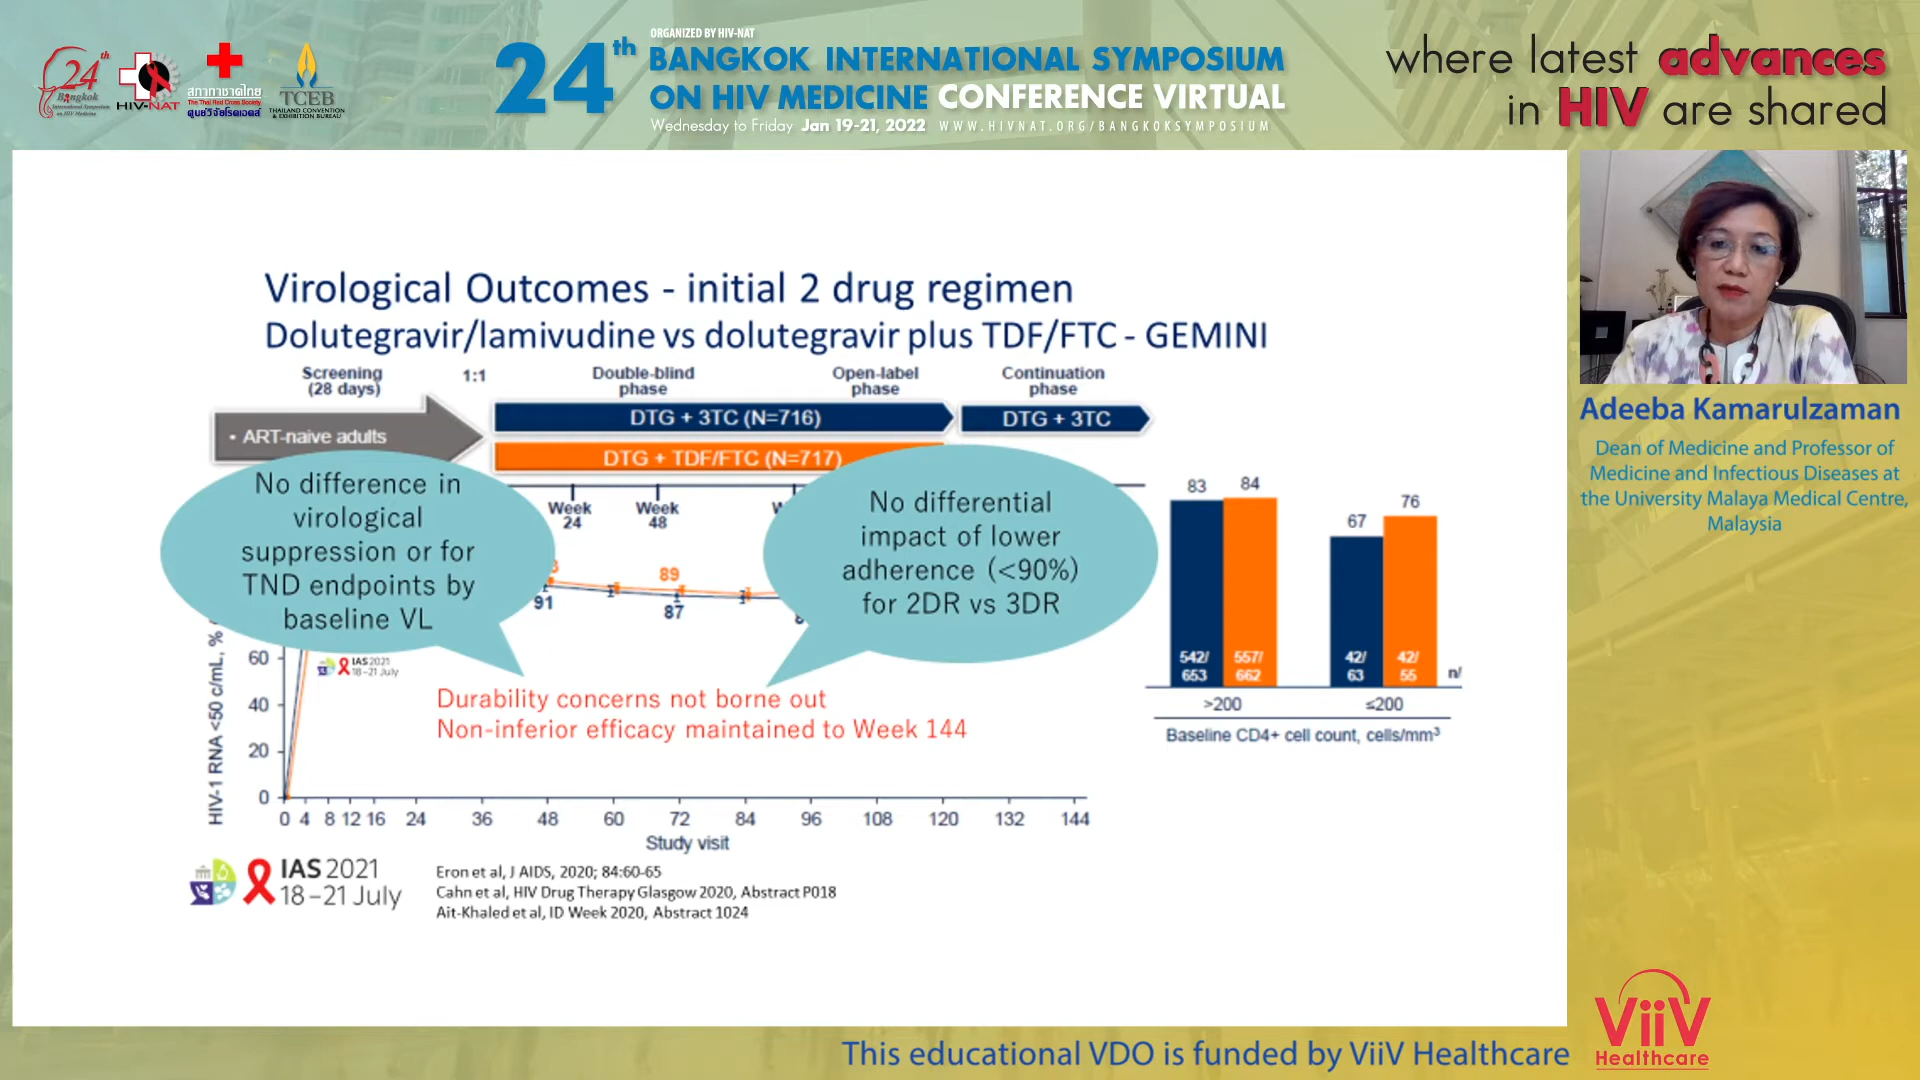 24th
Bangkok
International Symposium
on HIV Medicine
HIV-NAT
สภากาชาดไทย
The Thai Red Cross Society
ศูนย์วิจัยโรคเอดส์
TCEB
THAILAND CONVENTION
& EXHIBITION BUREAU
ORGANIZED BY HIV-NAT
24th BANGKOK INTERNATIONAL SYMPOSIUM
ON HIV MEDICINE CONFERENCE VIRTUAL
Wednesday to Friday Jan 19-21, 2022 WWW.HIVNAT.ORG/BANGKOKSYMPOSIUM
where latest advances
in HIV are shared
Virological Outcomes - initial 2 drug regimen
Dolutegravir/lamivudine vs dolutegravir plus TDF/FTC - GEMINI
Screening
(28 days)
1:1
Double-blind
phase
Open-label
phase
Continuation
phase
• ART-naive adults
DTG + 3TC (N=716)
DTG + 3TC
DTG + TDF/FTC (N=717)
No difference in
virological
suppression or for
TND endpoints by
baseline VL
Week
24
Week
48
No differential
impact of lower
adherence (<90%)
for 2DR vs 3DR
91
89
87
HIV-1 RNA <50 c/mL, %
60
40
20
0
IAS 2021
18–21 July
Durability concerns not borne out
Non-inferior efficacy maintained to Week 144
0 4 8 12 16 24 36 48 60 72 84 96 108 120 132 144
Study visit
83 84 67 76
542/
653
557/
662
42/
63
42/
55
n/
>200 ≤200
Baseline CD4+ cell count, cells/mm³
IAS 2021
18–21 July
Eron et al, J AIDS, 2020; 84:60-65
Cahn et al, HIV Drug Therapy Glasgow 2020, Abstract P018
Ait-Khaled et al, ID Week 2020, Abstract 1024
Adeeba Kamarulzaman
Dean of Medicine and Professor of
Medicine and Infectious Diseases at
the University Malaya Medical Centre,
Malaysia
This educational VDO is funded by ViiV Healthcare
ViiV
Healthcare